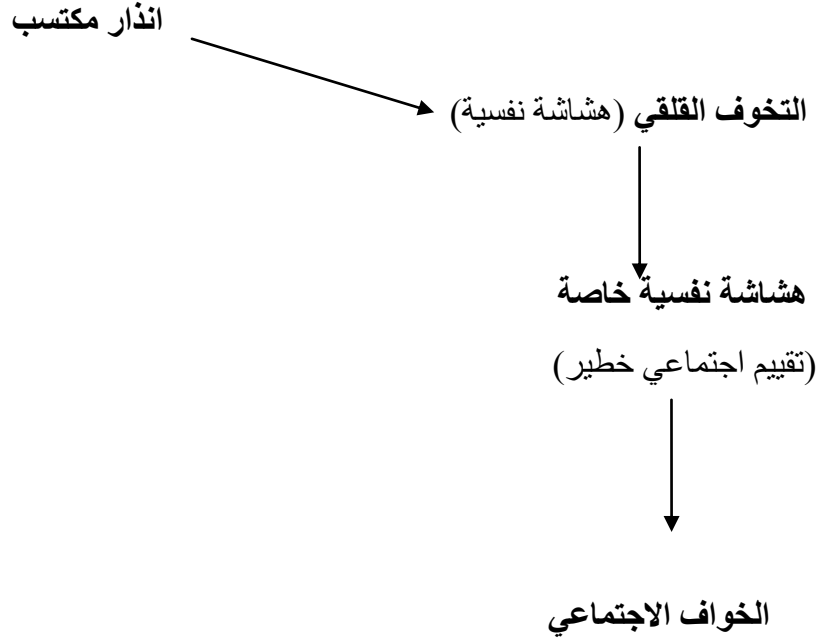 انذار مكتسب
التخوف القلقي (هشاشة نفسية)
هشاشة نفسية خاصة
(تقييم اجتماعي خطير)
الخواف الاجتماعي